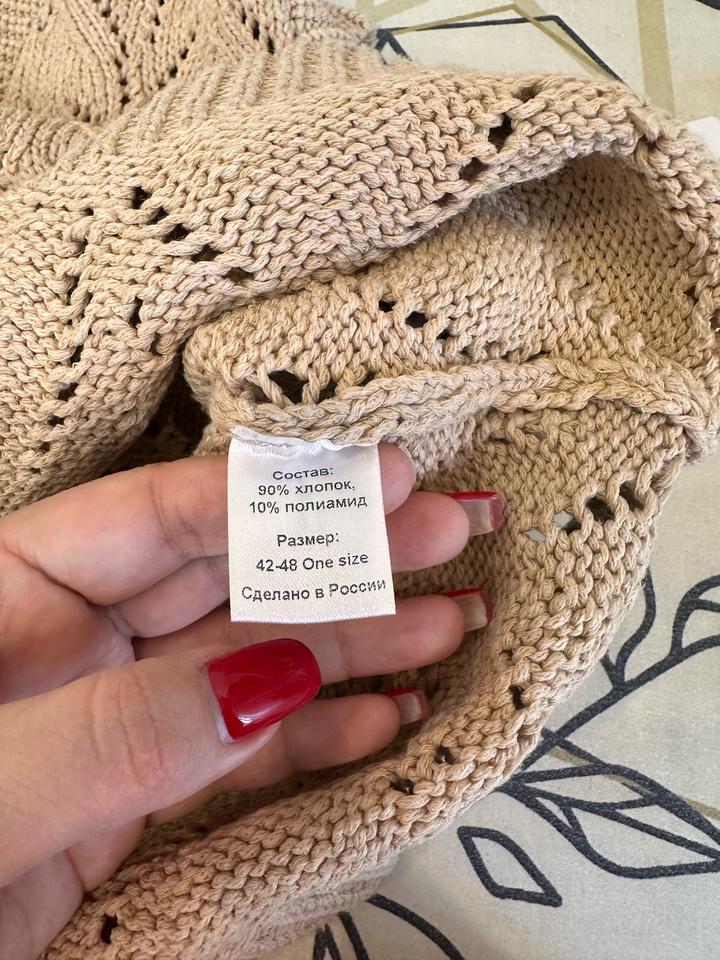 Состав:
90% хлопок,
10% полиамид
Размер:
42-48 One size
Сделано в России